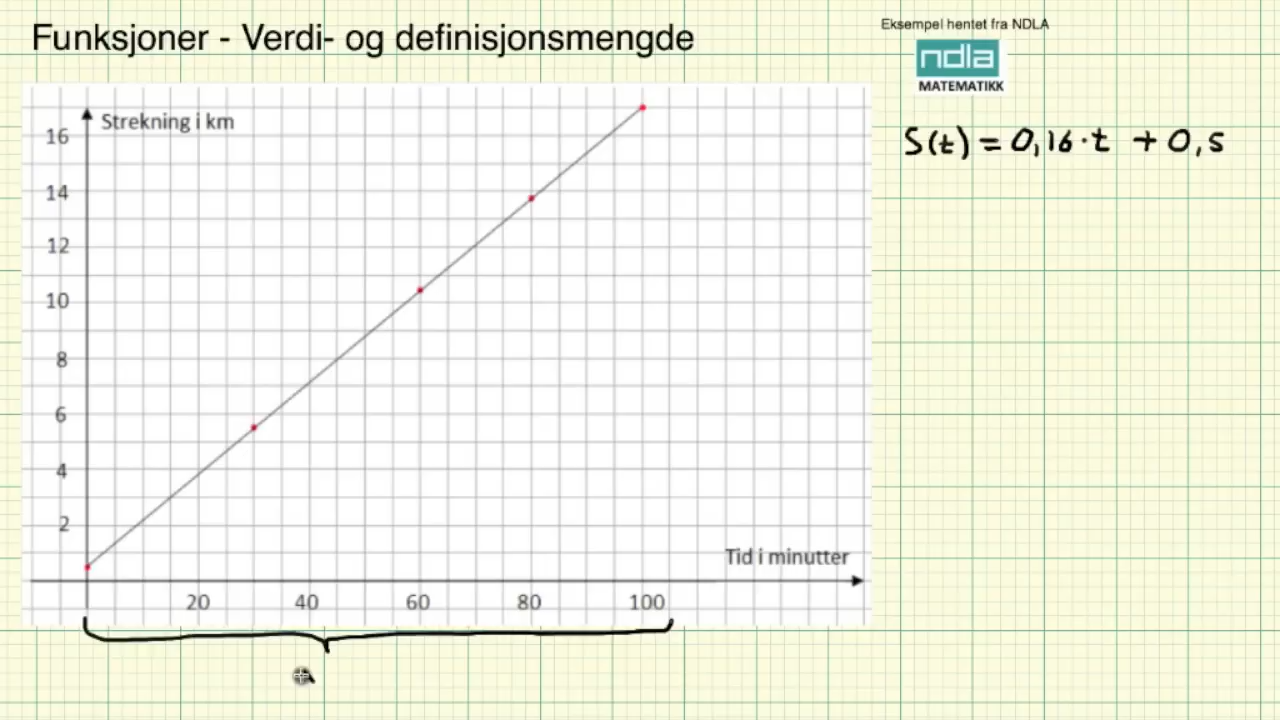 Funksjoner - Verdi- og definisjonsmengde
Eksempel hentet fra NDLA
ndla
MATEMATIKK
S(t) = 0,16·t + 0,5
Strekning i km
16
14
12
10
8
6
4
2
Tid i minutter
20 40 60 80 100